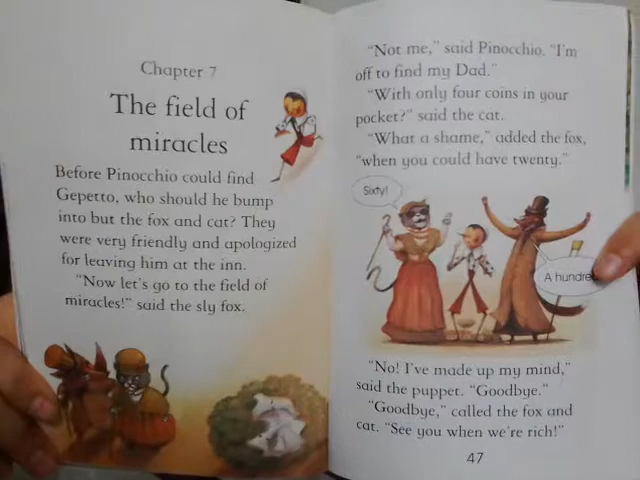 Chapter 7
The field of
miracles
Before Pinocchio could find
Gepetto, who should he bump
into but the fox and cat? They
were very friendly and apologized
for leaving him at the inn.
"Now let's go to the field of
miracles!" said the sly fox.
"Not me," said Pinocchio. "I'm
off to find my Dad."
"With only four coins in your
pocket?" said the cat.
"What a shame," added the fox,
"when you could have twenty."
Sixty!
A hundre
"No! I've made up my mind,"
said the puppet. "Goodbye."
"Goodbye," called the fox and
cat. "See you when we're rich!"
47